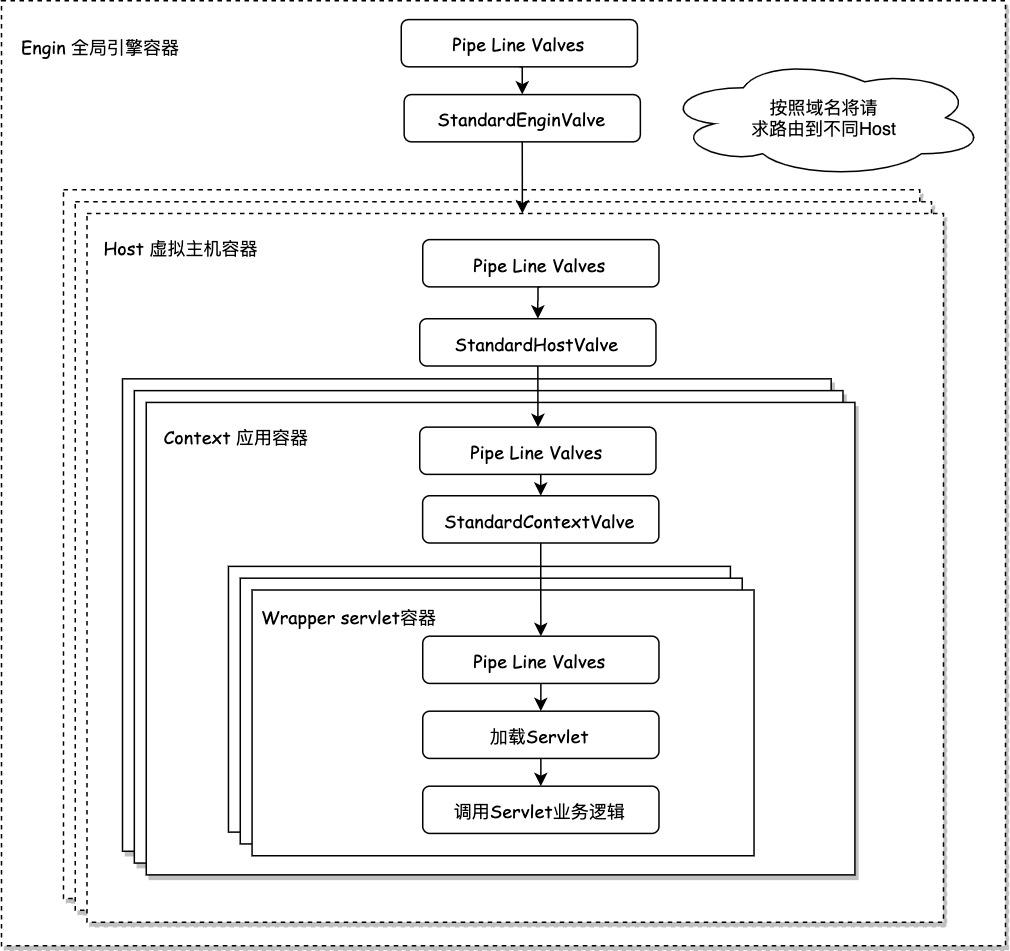 Engin 全局引擎容器
Pipe Line Valves
StandardEnginValve
按照域名将请
求路由到不同Host
Host 虚拟主机容器
Pipe Line Valves
StandardHostValve
Context 应用容器
Pipe Line Valves
StandardContextValve
Wrapper servlet容器
Pipe Line Valves
加载Servlet
调用Servlet业务逻辑